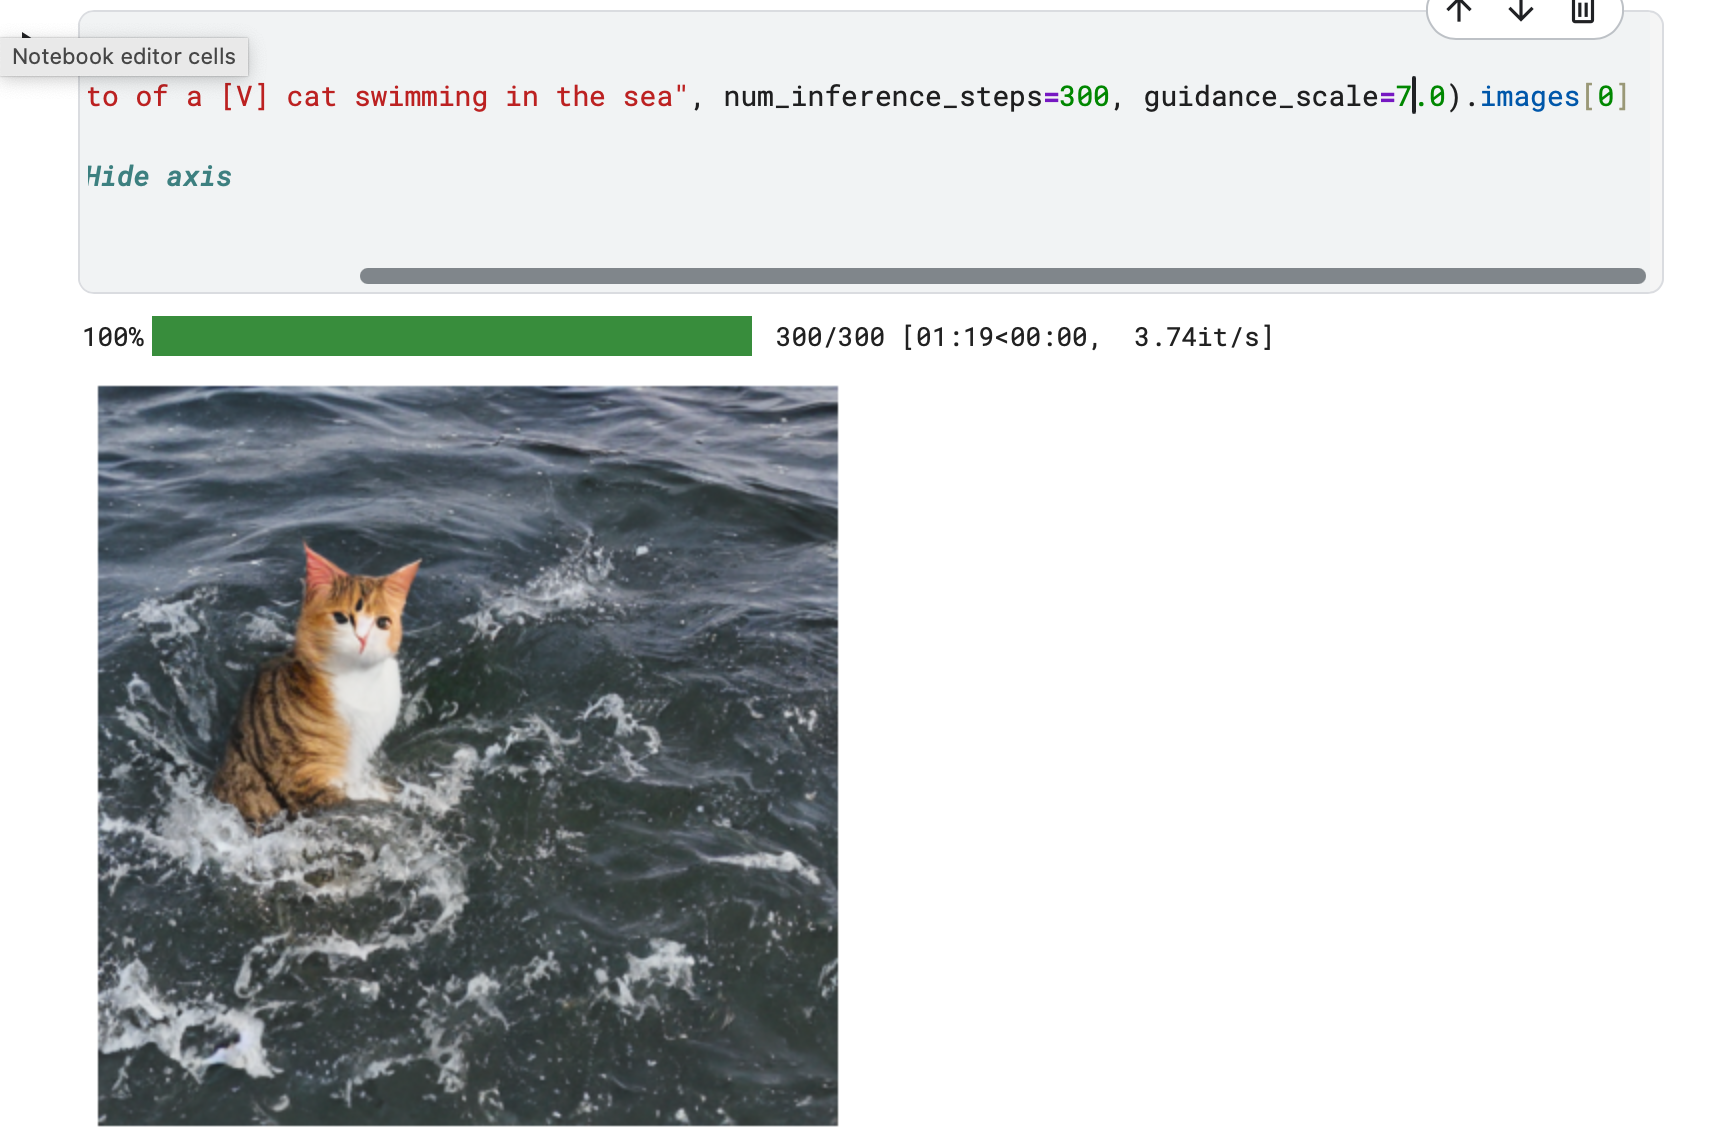 Notebook editor cells
to of a [V] cat swimming in the sea", num_inference_steps=300, guidance_scale=7.0).images[0]
Hide axis
100% 300/300 [01:19<00:00, 3.74it/s]